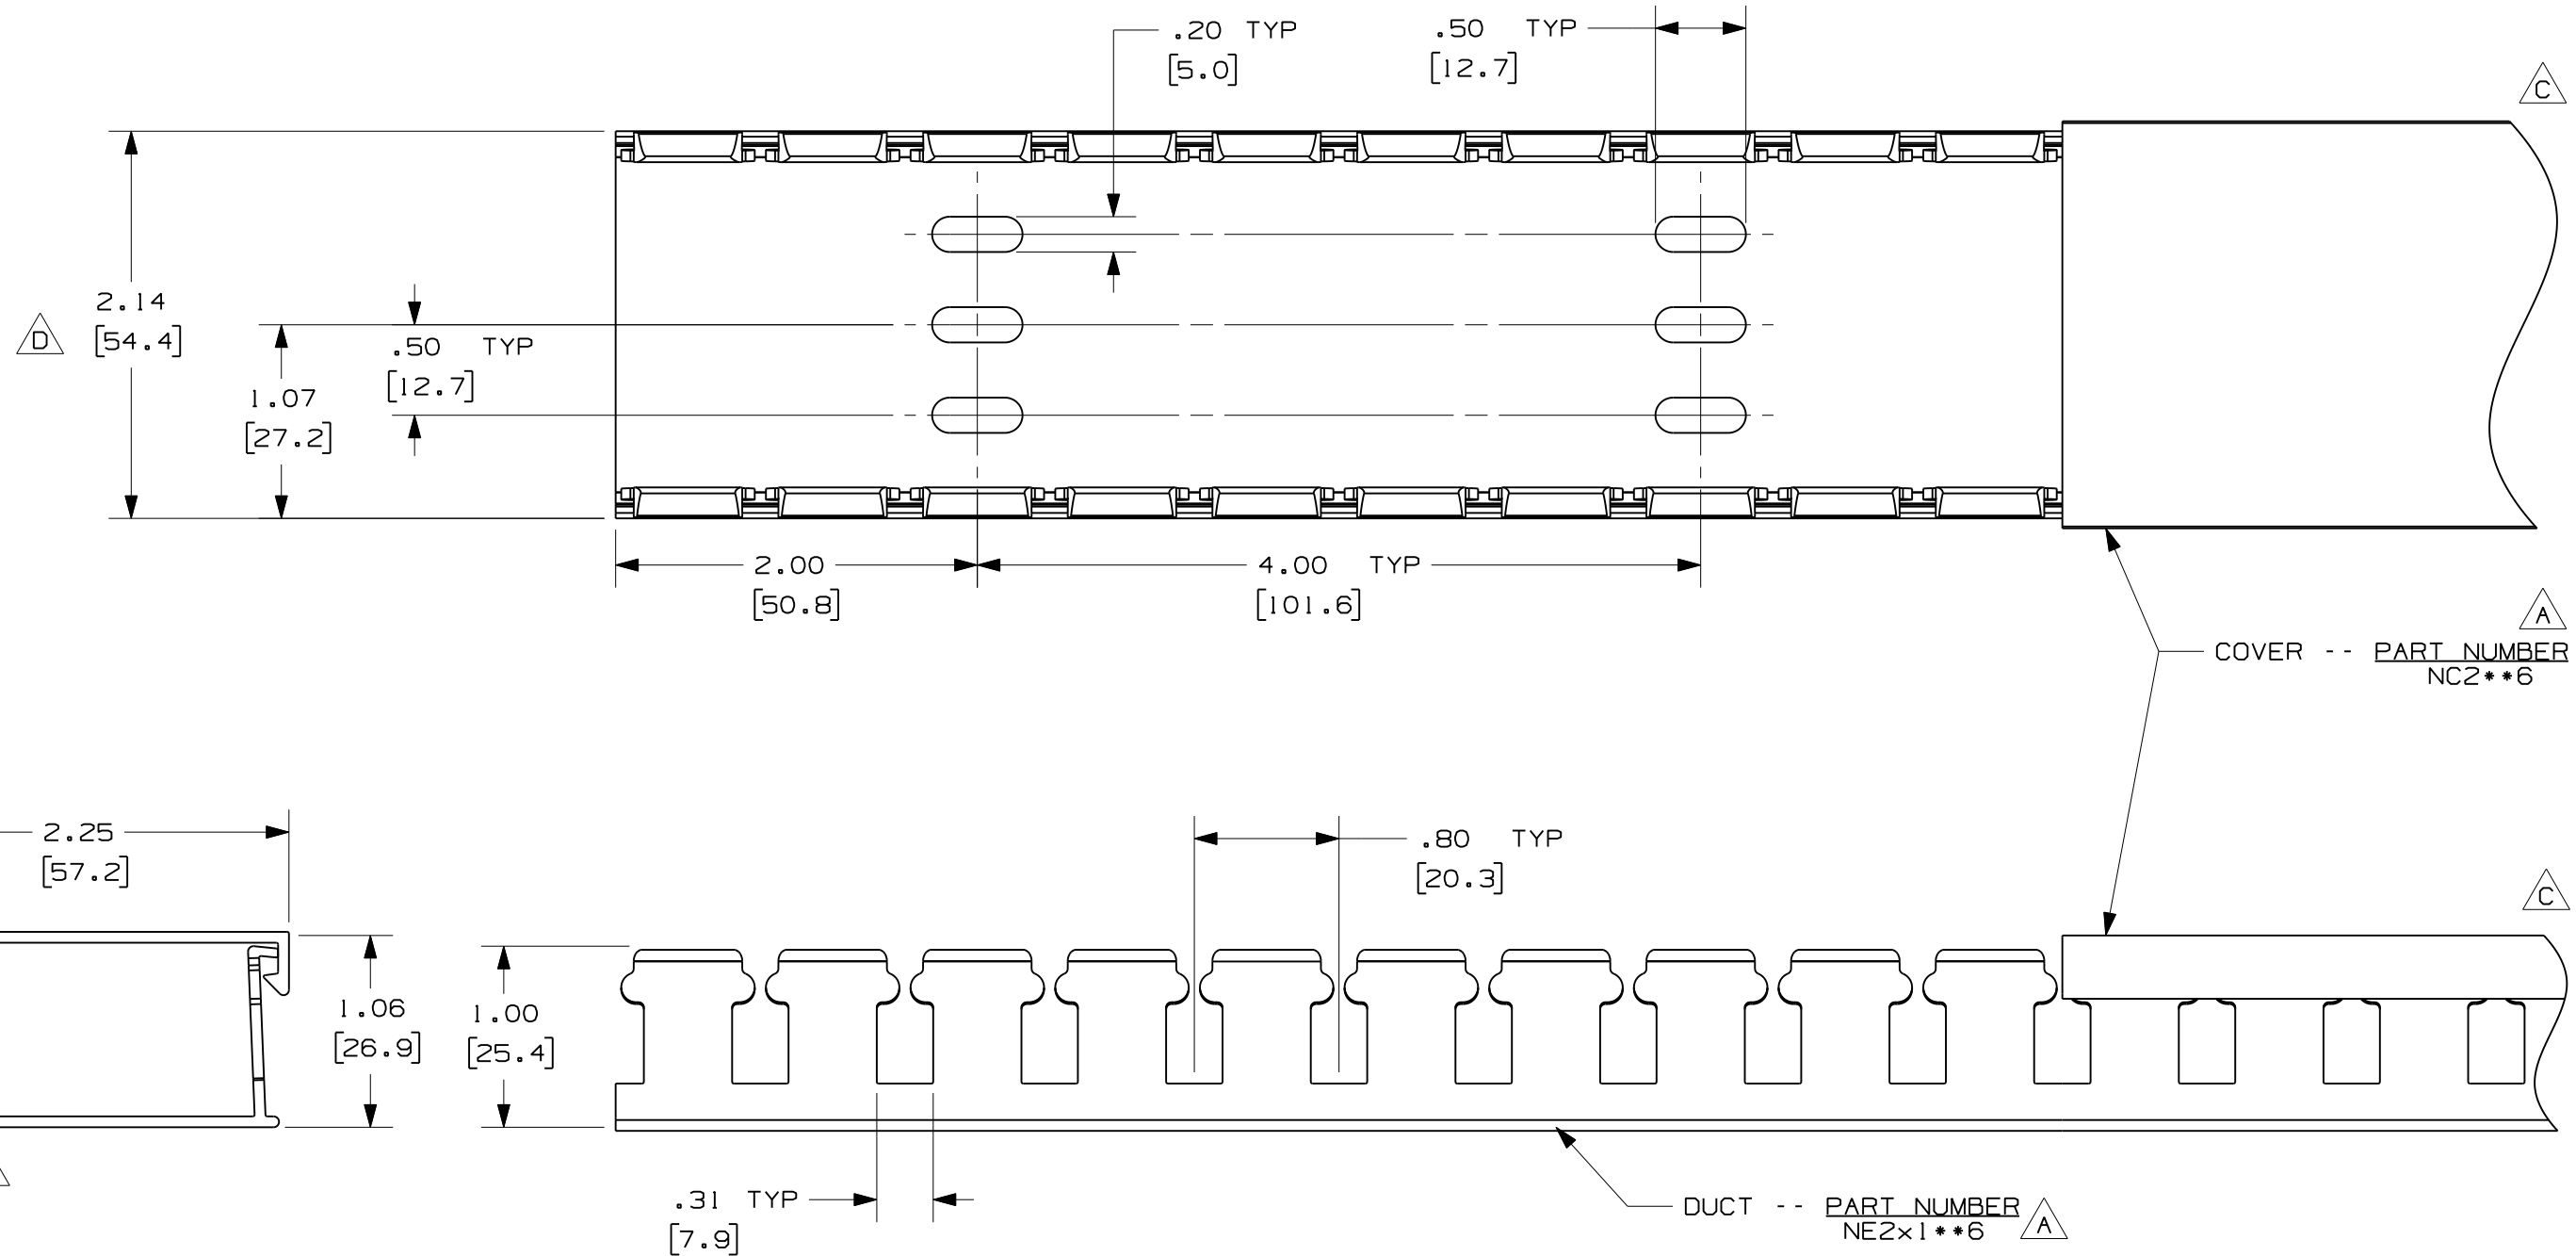 .20 TYP
[5.0]
.50 TYP
[12.7]
C
2.14
[54.4]
D
.50 TYP
[12.7]
1.07
[27.2]
2.00
[50.8]
4.00 TYP
[101.6]
A
COVER -- PART NUMBER
NC2**6
2.25
[57.2]
.80 TYP
[20.3]
C
1.06
[26.9]
1.00
[25.4]
.31 TYP
[7.9]
DUCT -- PART NUMBER
NE2x1**6
A